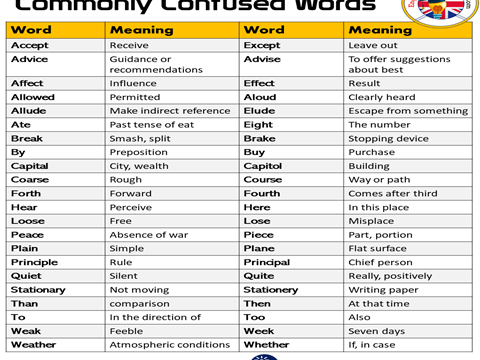 Commonly Confused Words
Word Meaning Word Meaning
Accept Receive Except Leave out
Advice Guidance or recommendations Advise To offer suggestions about best
Affect Influence Effect Result
Allowed Permitted Aloud Clearly heard
Allude Make indirect reference Elude Escape from something
Ate Past tense of eat Eight The number
Break Smash, split Brake Stopping device
By Preposition Buy Purchase
Capital City, wealth Capitol Building
Coarse Rough Course Way or path
Forth Forward Fourth Comes after third
Hear Perceive Here In this place
Loose Free Lose Misplace
Peace Absence of war Piece Part, portion
Plain Simple Plane Flat surface
Principle Rule Principal Chief person
Quiet Silent Quite Really, positively
Stationary Not moving Stationery Writing paper
Than comparison Then At that time
To In the direction of Too Also
Weak Feeble Week Seven days
Weather Atmospheric conditions Whether If, in case